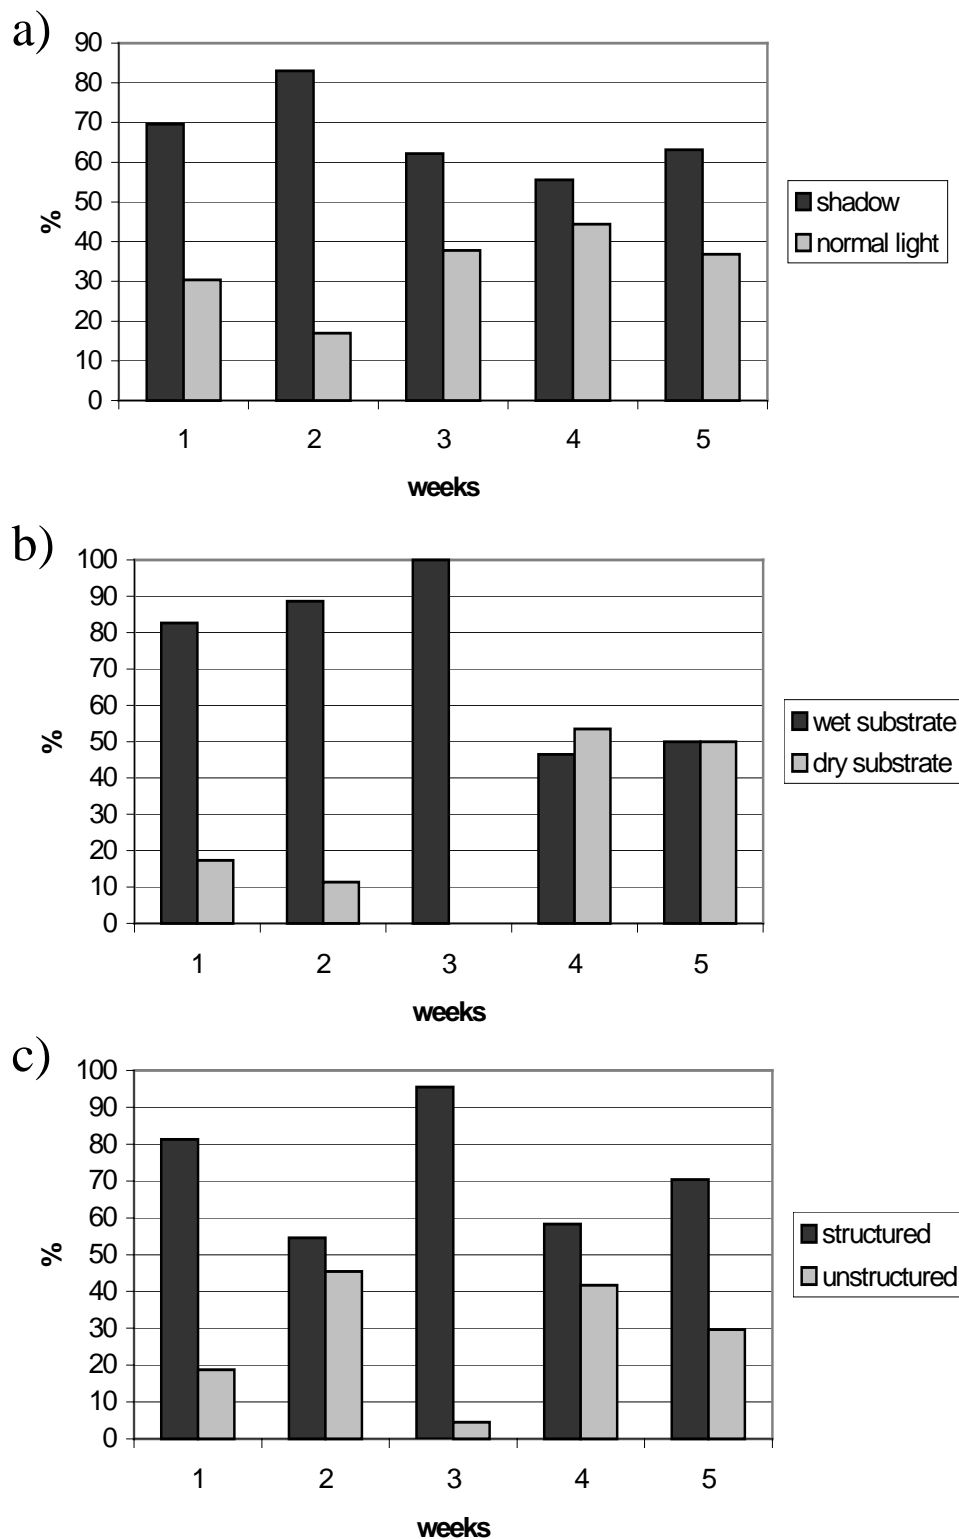 a)
90
80
70
60
50
40
30
20
10
0
%
1 2 3 4 5
weeks
shadow
normal light
b)
100
90
80
70
60
50
40
30
20
10
0
%
1 2 3 4 5
weeks
wet substrate
dry substrate
c)
100
90
80
70
60
50
40
30
20
10
0
%
1 2 3 4 5
weeks
structured
unstructured